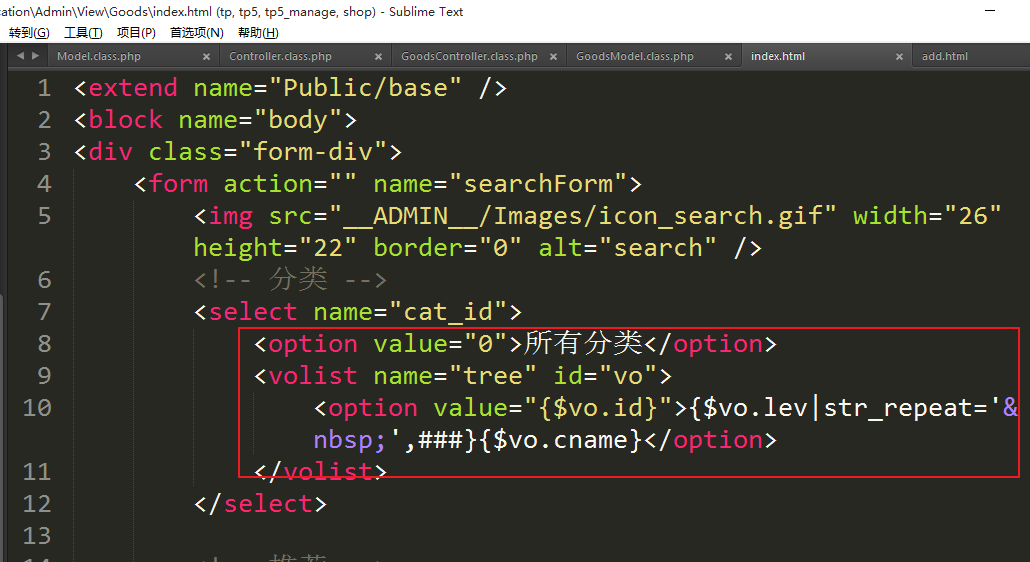 cation\Admin\View\Goods\index.html (tp, tp5, tp5_manage, shop) - Sublime Text
转到(G) 工具(T) 项目(P) 首选项(N) 帮助(H)
Model.class.php × Controller.class.php × GoodsController.class.php × GoodsModel.class.php × index.html × add.html
1 <extend name="Public/base" />
2 <block name="body">
3 <div class="form-div">
4 <form action="" name="searchForm">
5 <img src="__ADMIN__/Images/icon_search.gif" width="26"
height="22" border="0" alt="search" />
6 <!-- 分类 -->
7 <select name="cat_id">
8 <option value="0">所有分类</option>
9 <volist name="tree" id="vo">
10 <option value="{$vo.id}">{$vo.lev|str_repeat='&
nbsp;',###}{$vo.cname}</option>
11 </volist>
12 </select>
13